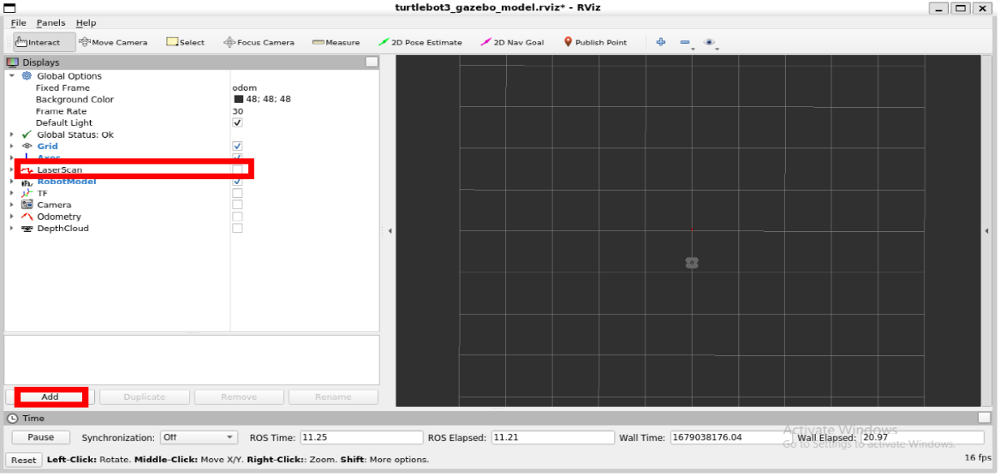 turtlebot3_gazebo_model.rviz* - RViz
File Panels Help
Interact Move Camera Select Focus Camera Measure 2D Pose Estimate 2D Nav Goal Publish Point
Displays
Global Options
Fixed Frame odom
Background Color 48; 48; 48
Frame Rate 30
Default Light
Global Status: Ok
Grid
Axes
LaserScan
RobotModel
TF
Camera
Odometry
DepthCloud
Add Duplicate Remove Rename
Time
Pause Synchronization: Off ROS Time: 11.25 ROS Elapsed: 11.21 Wall Time: 1679038176.04 Wall Elapsed: 20.97
Activate Windows
Go to Settings to activate Windows.
Reset Left-Click: Rotate. Middle-Click: Move X/Y. Right-Click:: Zoom. Shift: More options. 16 fps